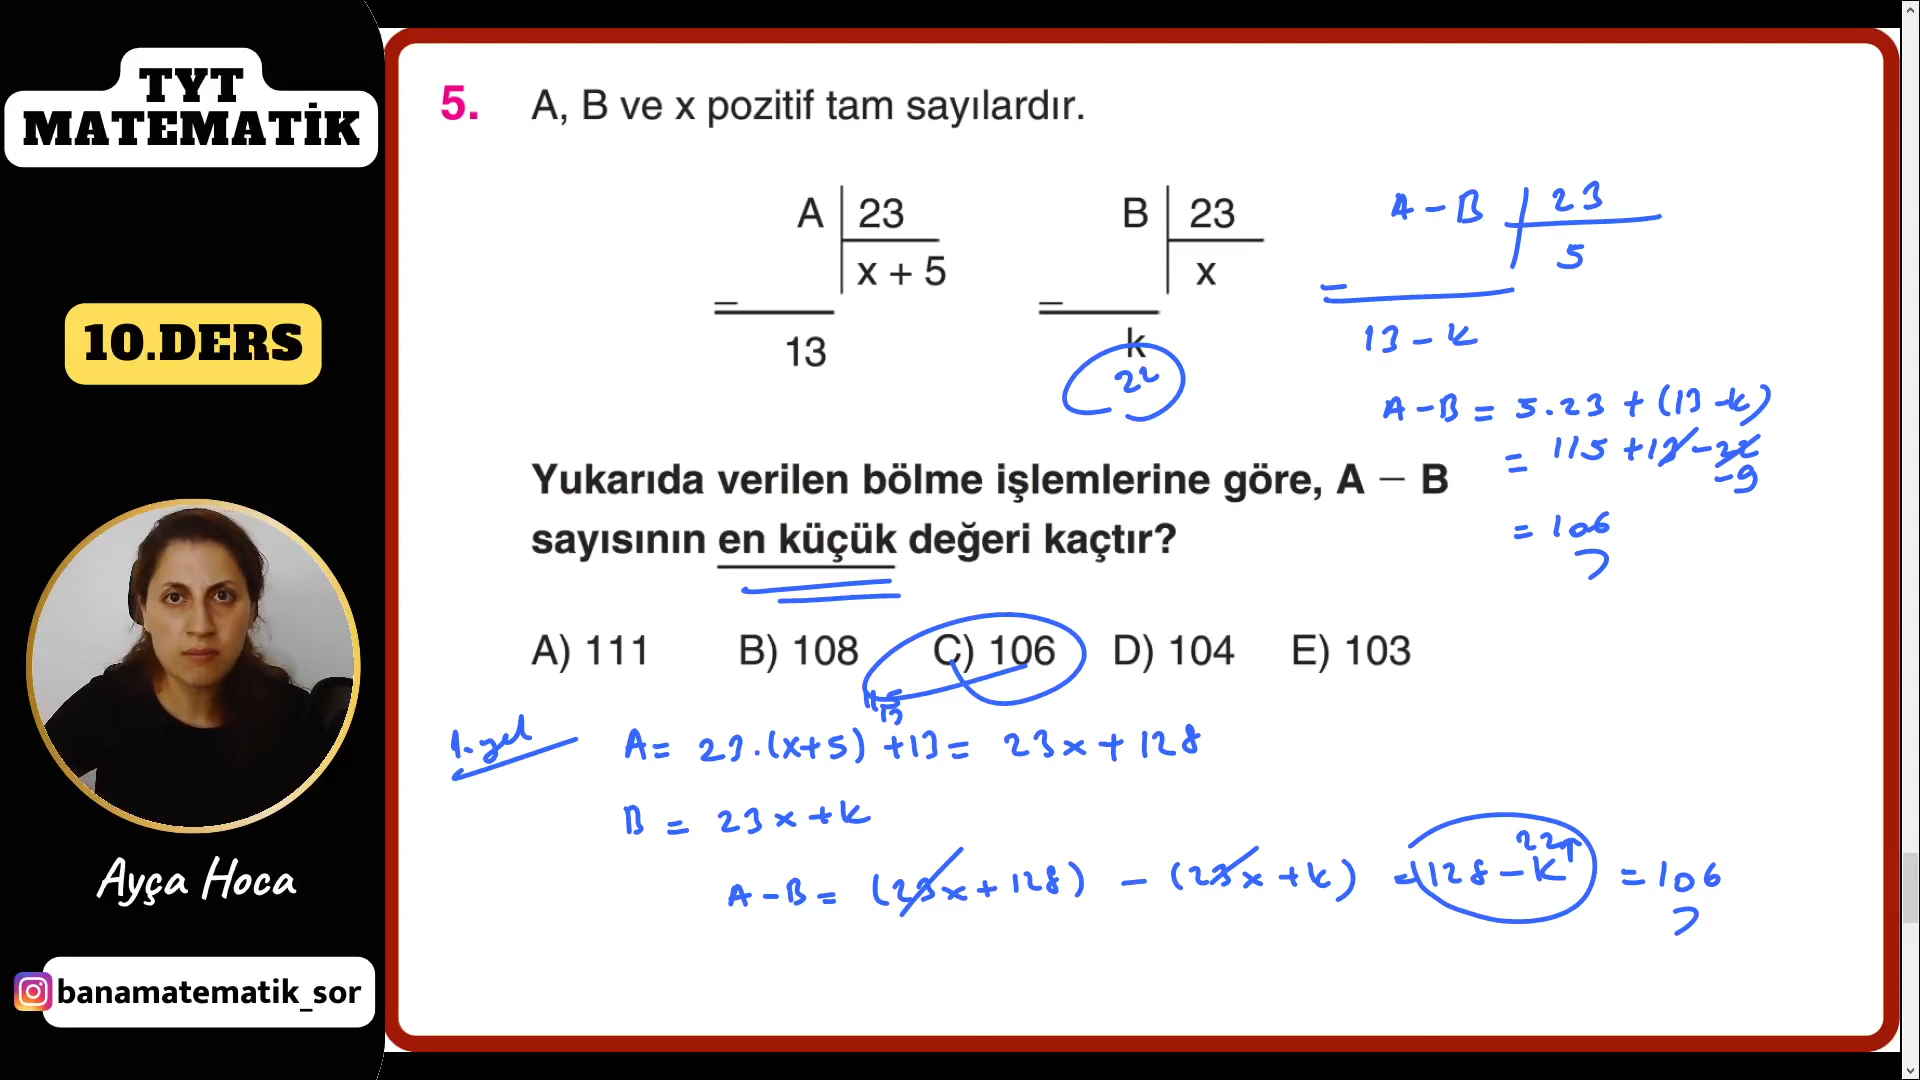 TYT
MATEMATİK
10.DERS
Ayça Hoca
banamatematik_sor
5. A, B ve x pozitif tam sayılardır.
A 23
x + 5
13
B 23
x
k
22
A - B 23
5
13 - k
A - B = 5.23 + (13 - k)
= 115 + 13 - 22
-9
= 106
Yukarıda verilen bölme işlemlerine göre, A – B
sayısının en küçük değeri kaçtır?
A) 111 B) 108 C) 106 D) 104 E) 103
1. yol
115
A = 23.(x+5) + 13 = 23x + 128
B = 23x + k
22
A - B = (23x + 128) - (23x + k) = 128 - k = 106